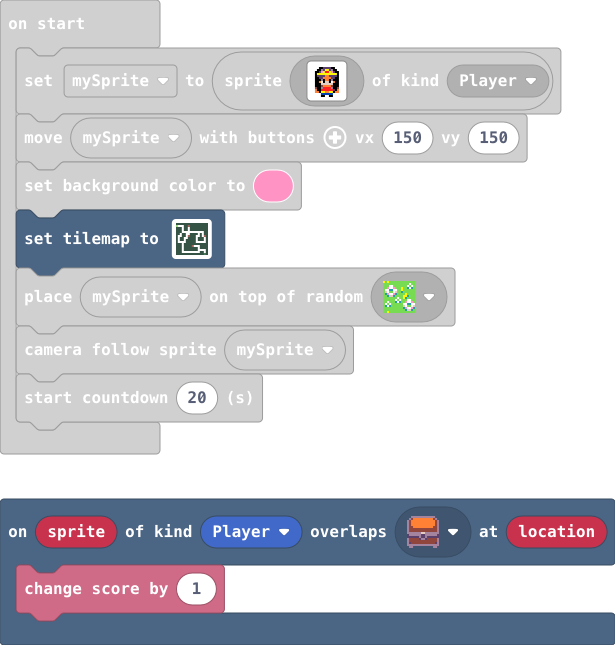 on start
set mySprite to sprite of kind Player
move mySprite with buttons vx 150 vy 150
set background color to
set tilemap to
place mySprite on top of random
camera follow sprite mySprite
start countdown 20 (s)
on sprite of kind Player overlaps at location
change score by 1